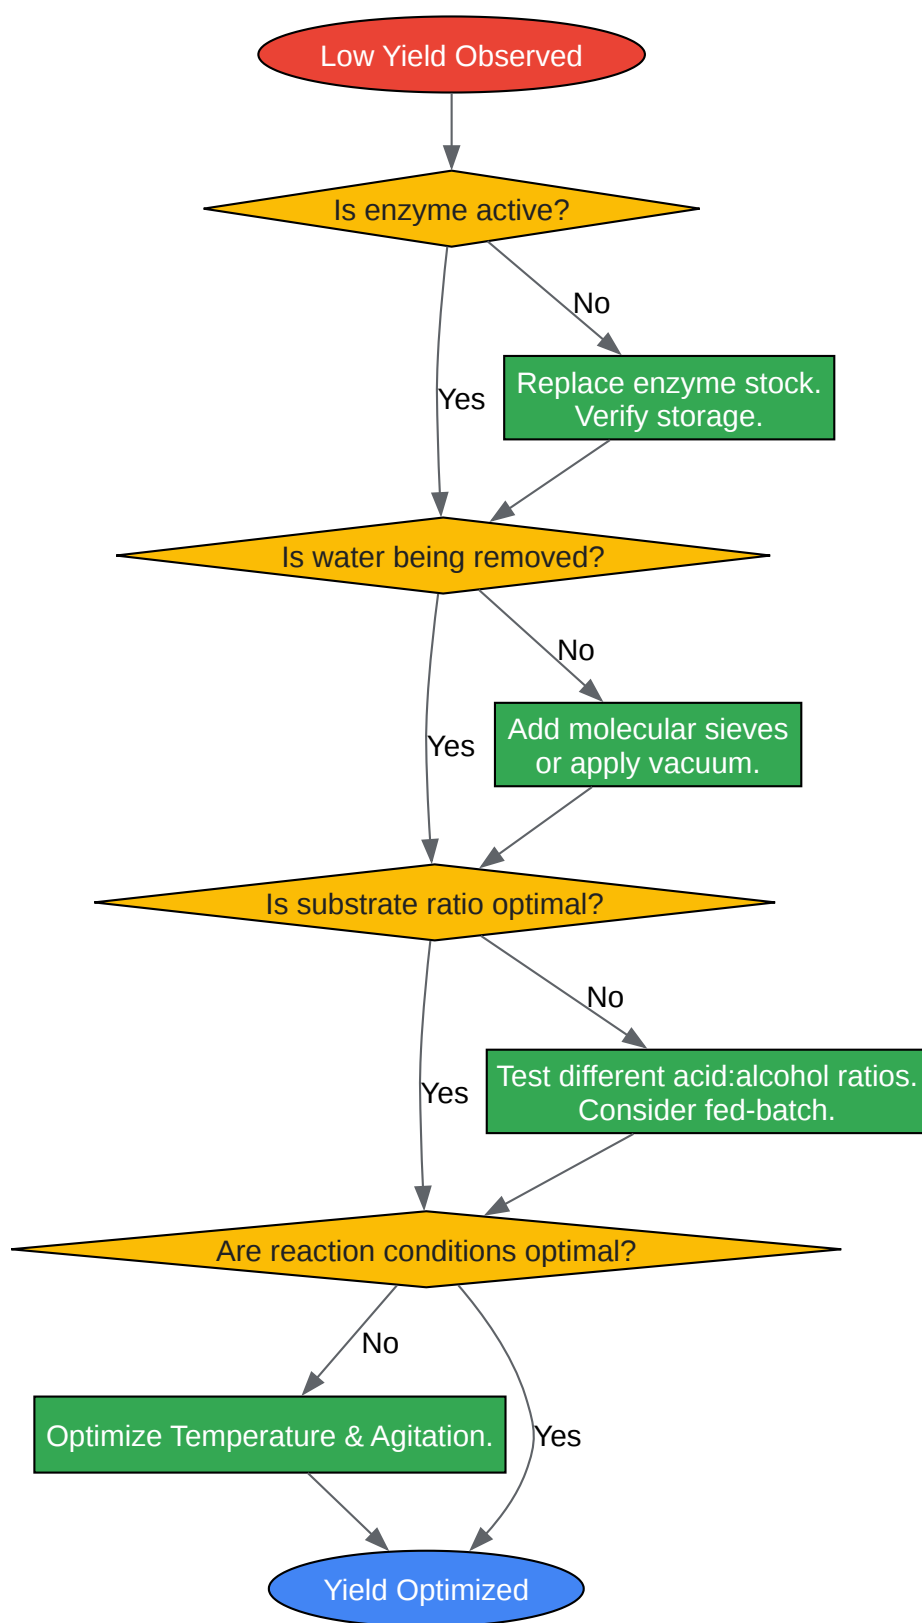 Low Yield Observed
Is enzyme active?
No
Replace enzyme stock.
Verify storage.
Yes
Is water being removed?
No
Add molecular sieves
or apply vacuum.
Yes
Is substrate ratio optimal?
No
Test different acid:alcohol ratios.
Consider fed-batch.
Yes
Are reaction conditions optimal?
No
Optimize Temperature & Agitation.
Yes
Yield Optimized